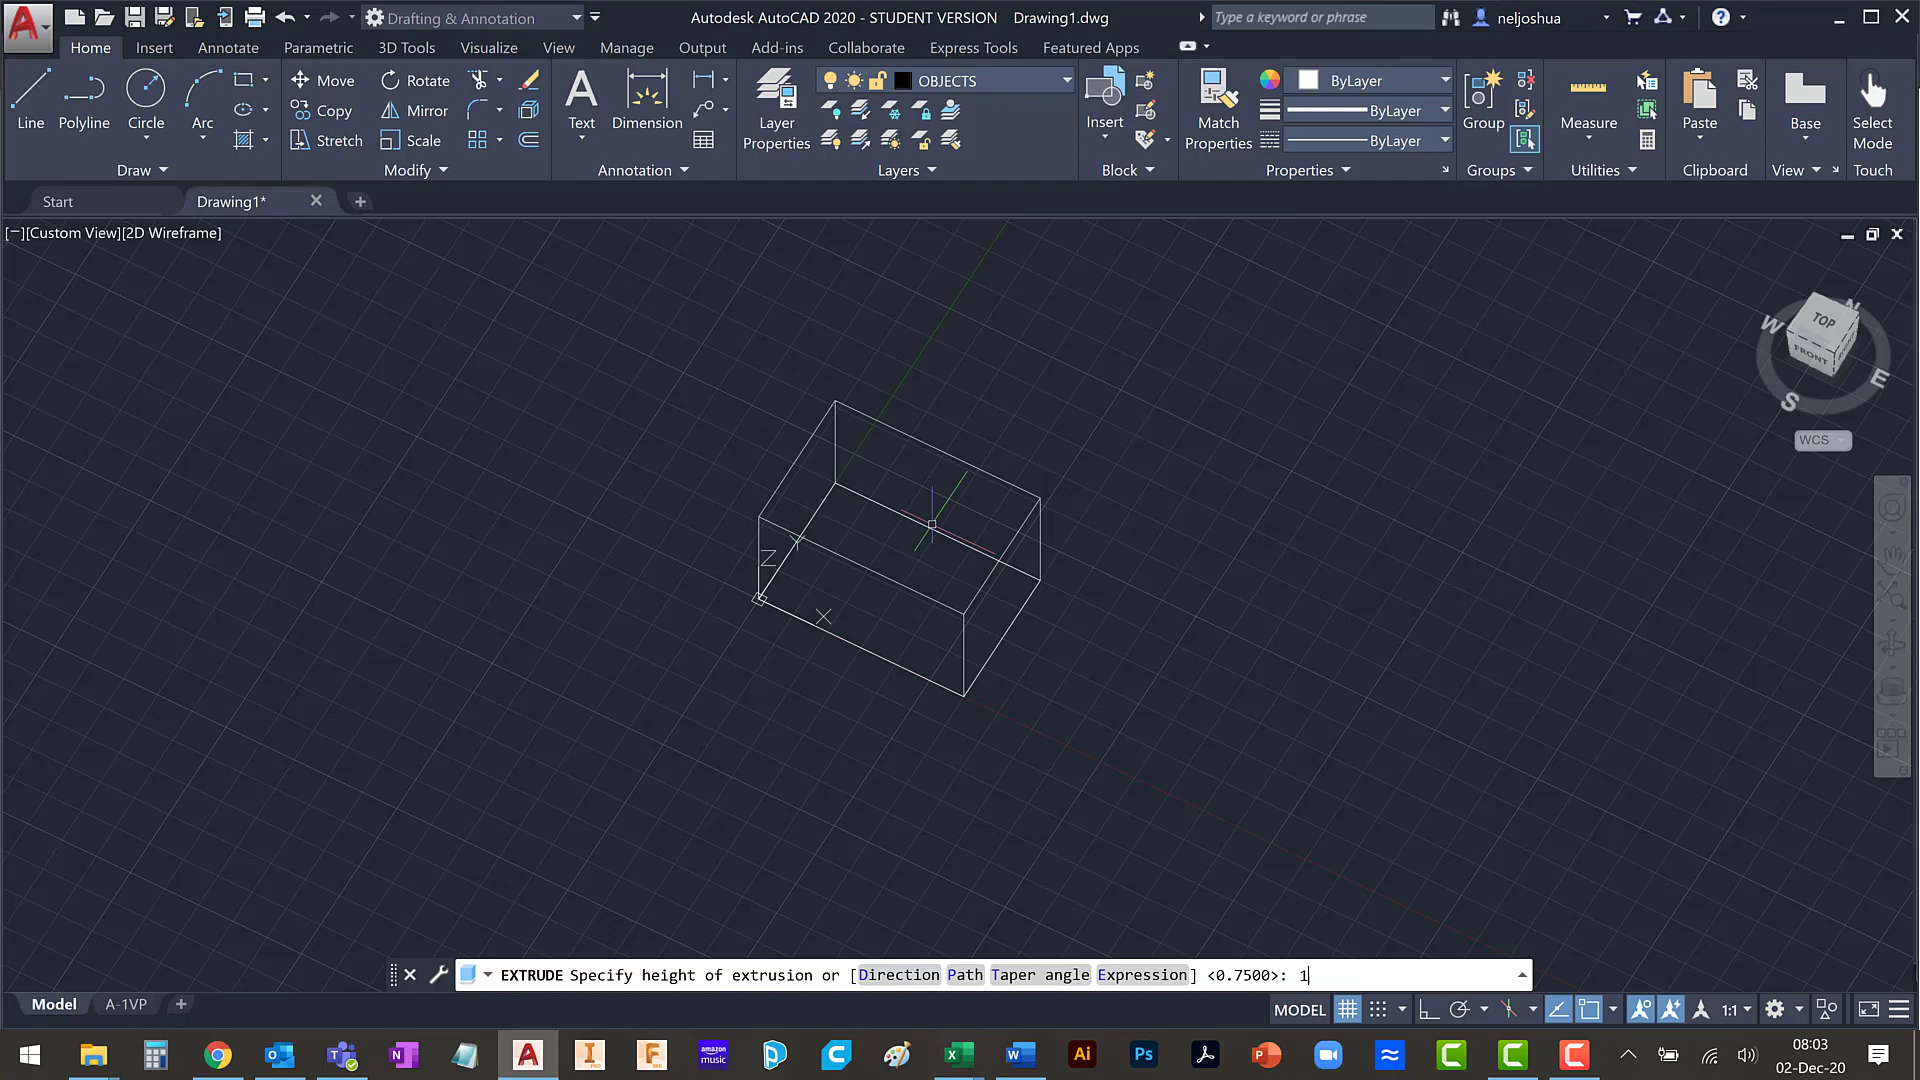 Drafting & Annotation
Autodesk AutoCAD 2020 - STUDENT VERSION Drawing1.dwg
Type a keyword or phrase
neljoshua
Home Insert Annotate Parametric 3D Tools Visualize View Manage Output Add-ins Collaborate Express Tools Featured Apps
Line Polyline Circle Arc
Move Rotate
Copy Mirror
Stretch Scale
Text Dimension
Layer Properties
OBJECTS
Insert
Match Properties
ByLayer
ByLayer
ByLayer
Group Measure Paste Base Select Mode
Draw Modify Annotation Layers Block Properties Groups Utilities Clipboard View Touch
Start Drawing1*
[−][Custom View][2D Wireframe]
N
W
TOP
FRONT
E
S
WCS
Y
Z
X
EXTRUDE Specify height of extrusion or [Direction Path Taper angle Expression] <0.7500>: 1
Model A-1VP
MODEL 1:1
08:03
02-Dec-20
amazon music
PRO
Ai
Ps